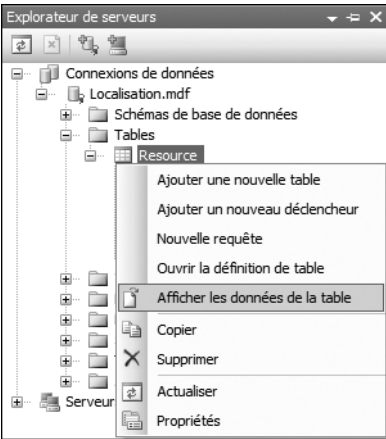 Explorateur de serveurs
Connexions de données
Localisation.mdf
Schémas de base de données
Tables
Resource
Ajouter une nouvelle table
Ajouter un nouveau déclencheur
Nouvelle requête
Ouvrir la définition de table
Afficher les données de la table
Copier
Supprimer
Serveur
Actualiser
Propriétés